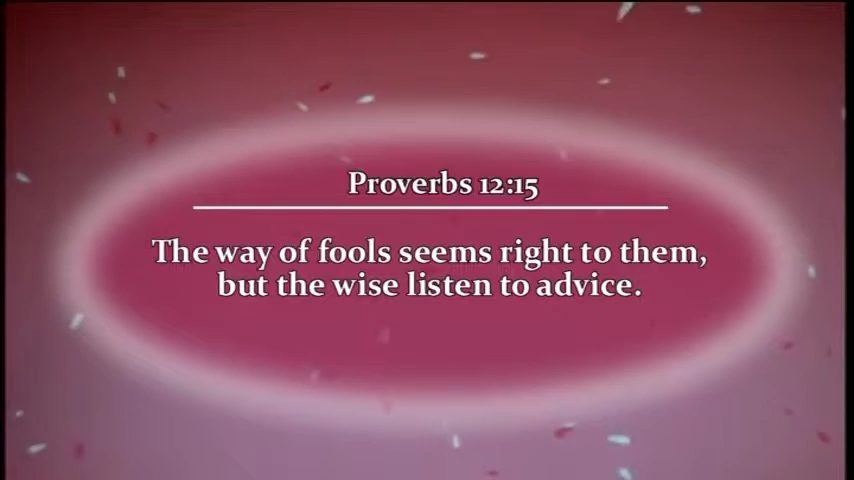 Proverbs 12:15
The way of fools seems right to them,
but the wise listen to advice.